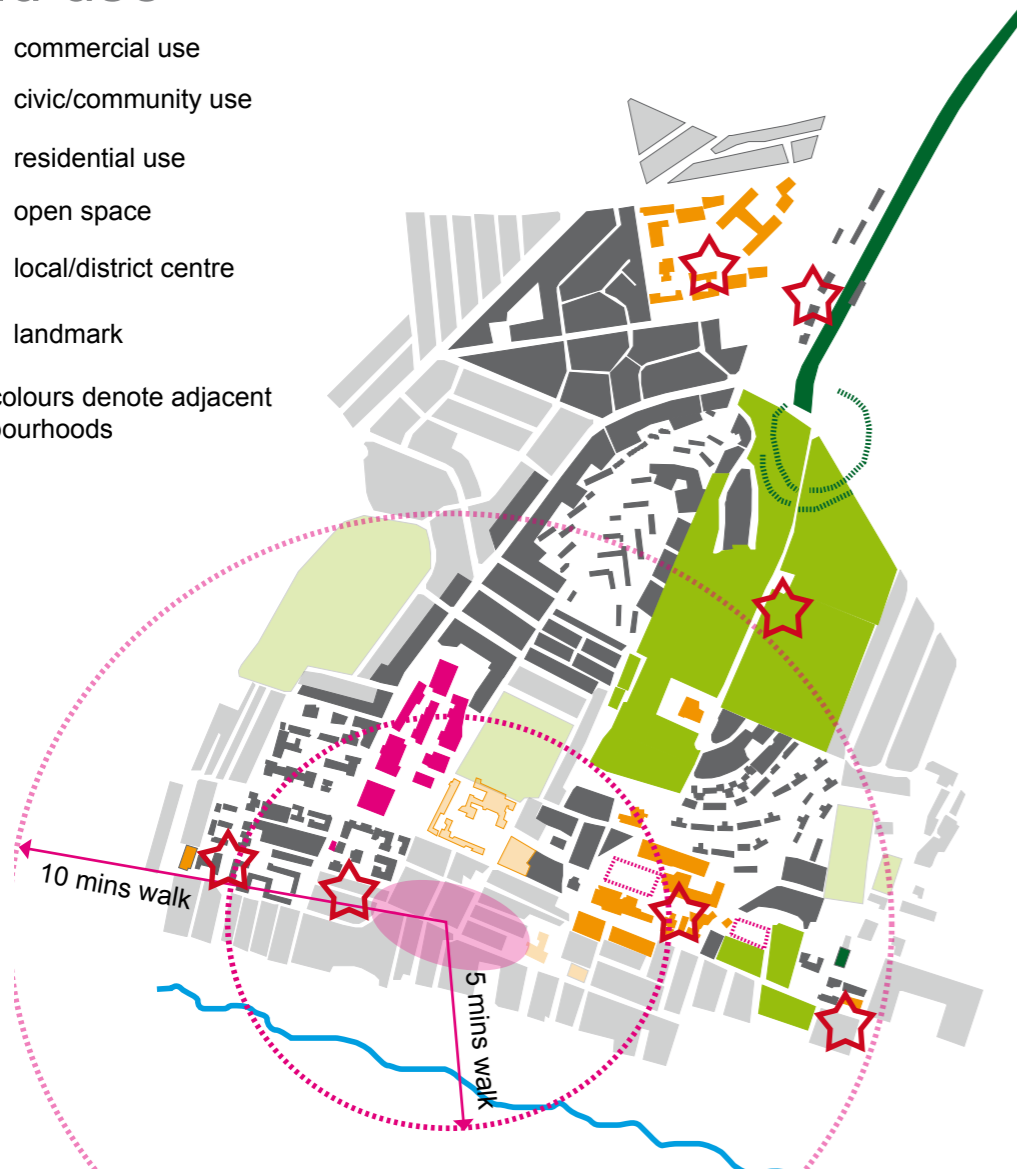 commercial use
civic/community use
residential use
open space
local/district centre
landmark
colours denote adjacent
10 mins walk
5 mins walk